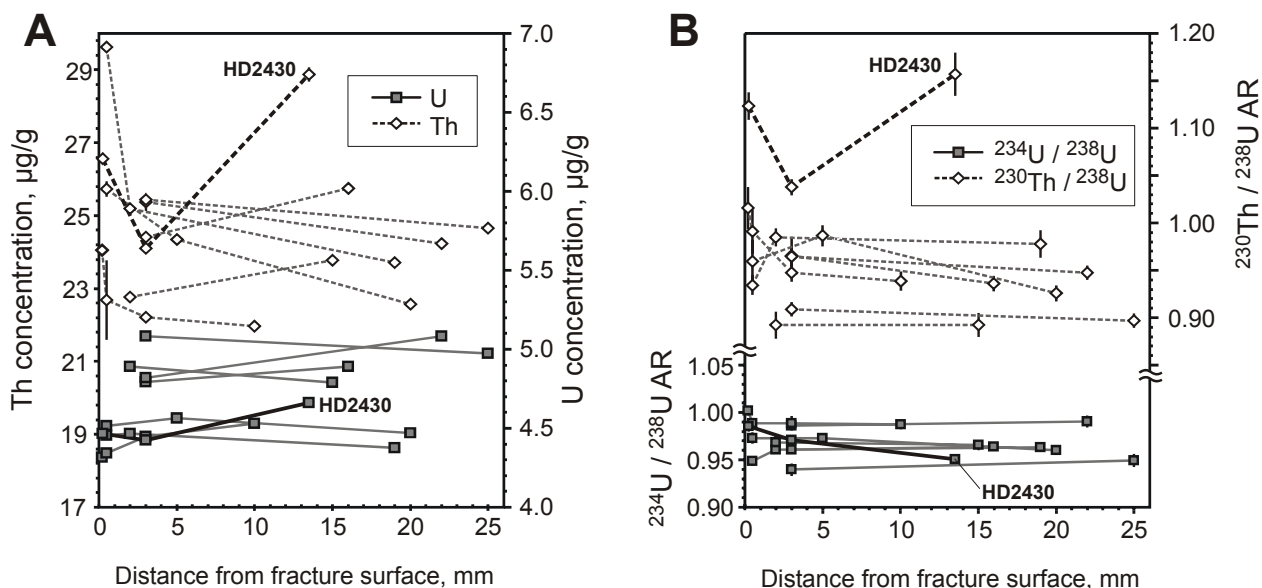 A
Th concentration, µg/g
29
27
25
23
21
19
17
HD2430
U
Th
HD2430
7.0
6.5
6.0
5.5
5.0
4.5
4.0
U concentration, µg/g
0 5 10 15 20 25
Distance from fracture surface, mm
B
HD2430
²³⁴U / ²³⁸U
²³⁰Th / ²³⁸U
1.20
1.10
1.00
0.90
²³⁰Th / ²³⁸U AR
²³⁴U / ²³⁸U AR
1.05
1.00
0.95
0.90
HD2430
0 5 10 15 20 25
Distance from fracture surface, mm